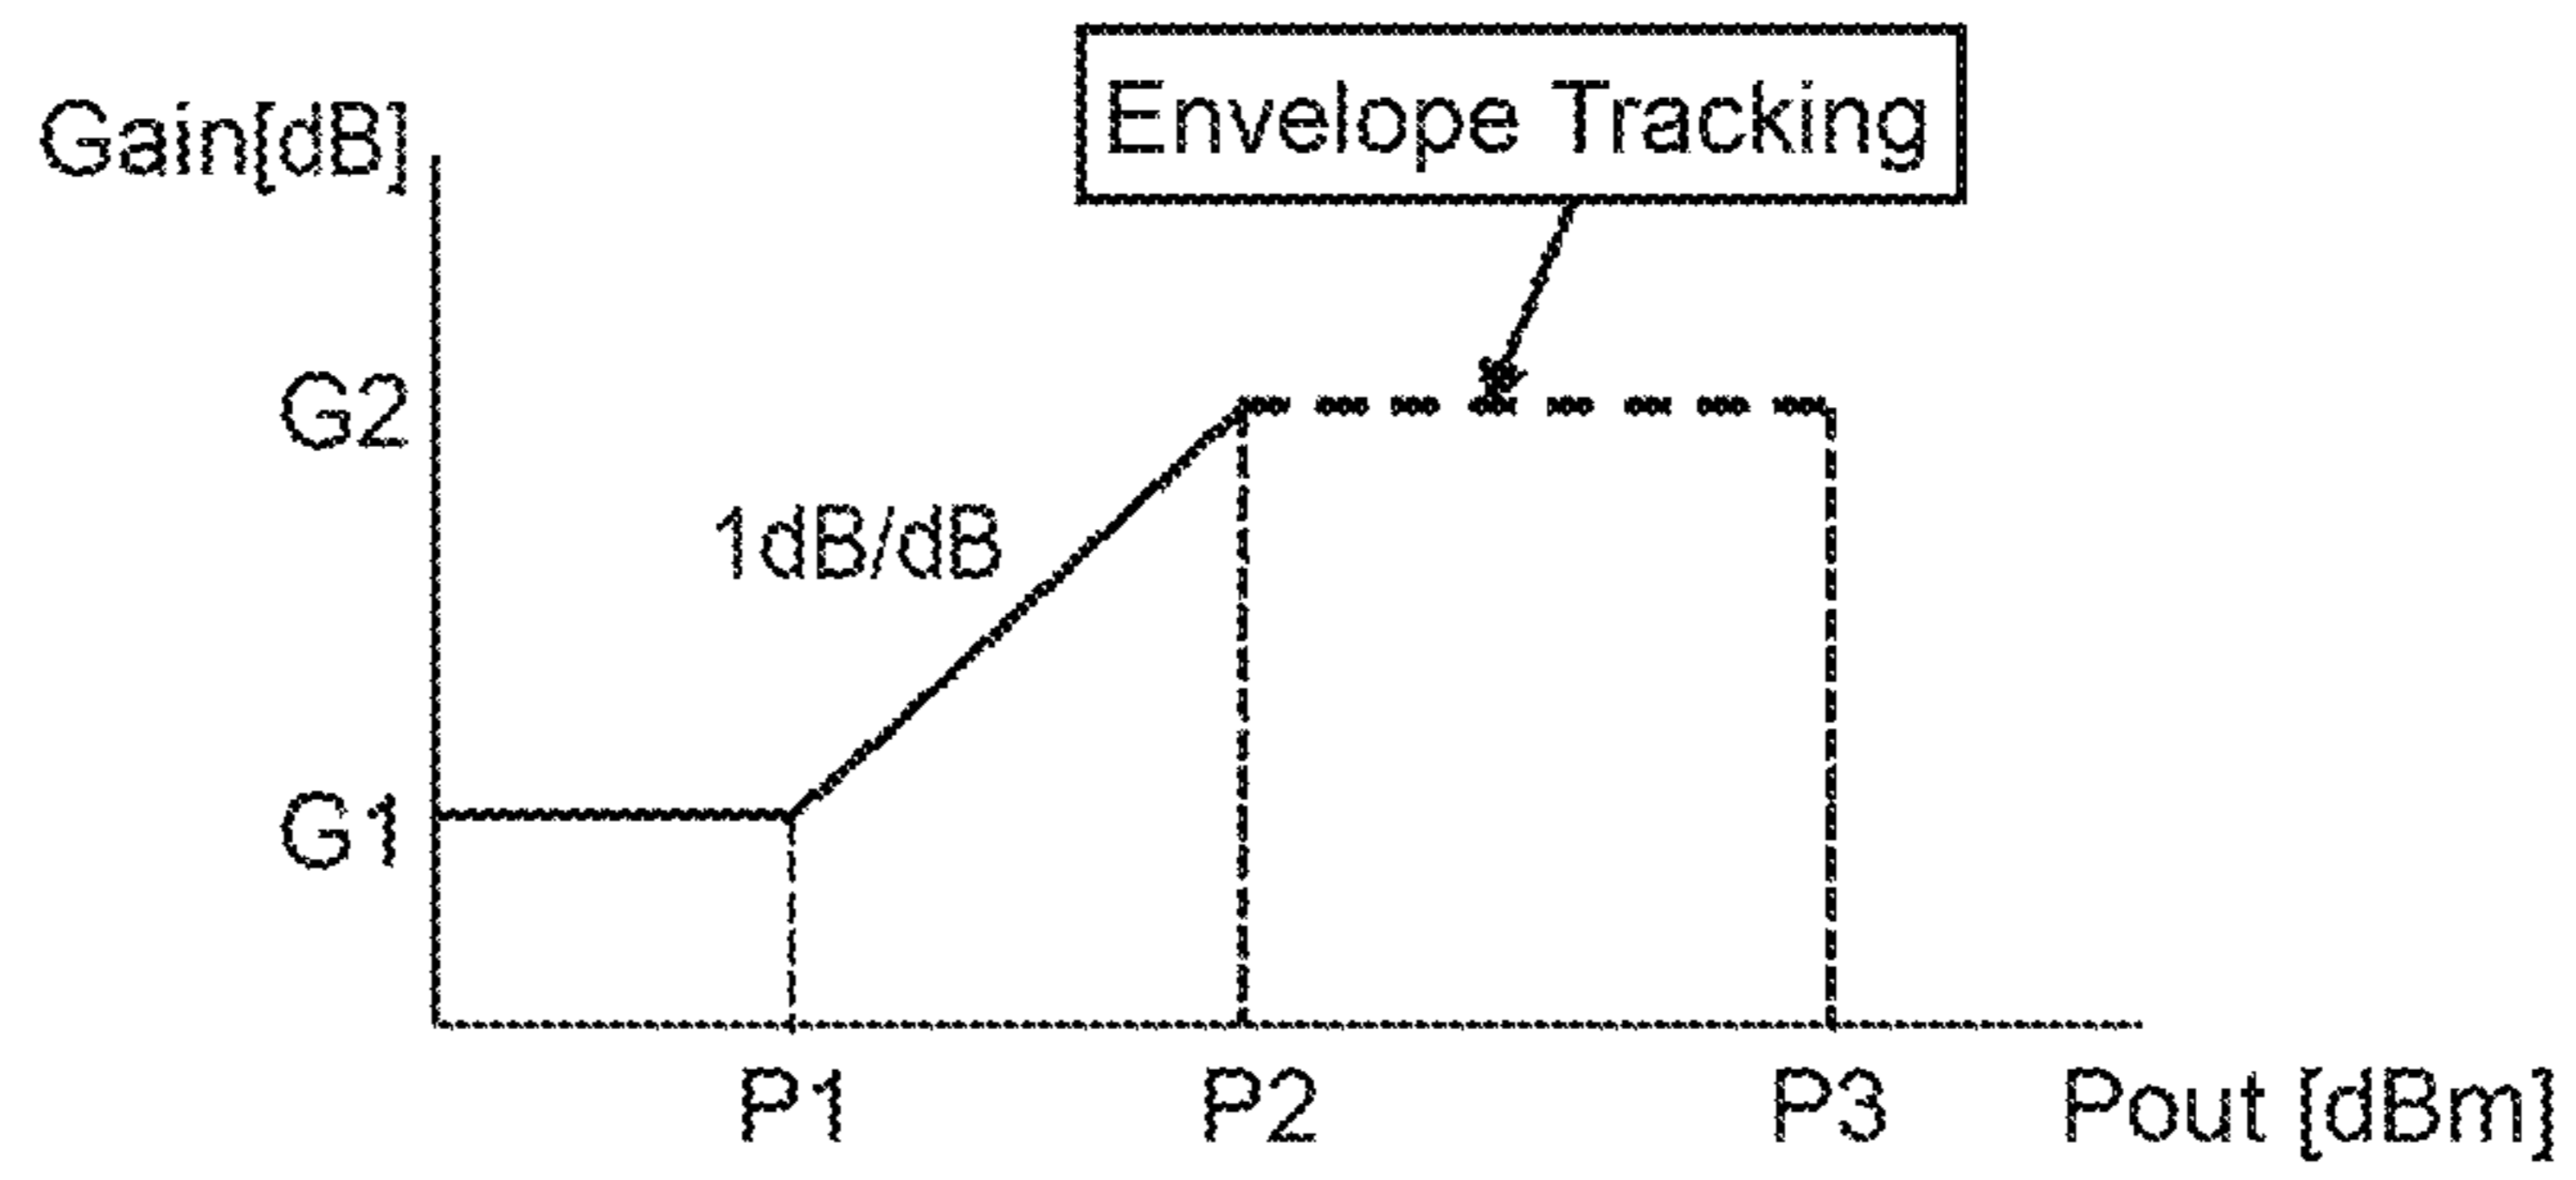 Envelope Tracking
Gain[dB]
G2
1dB/dB
G1
P1
P2
P3
Pout [dBm]